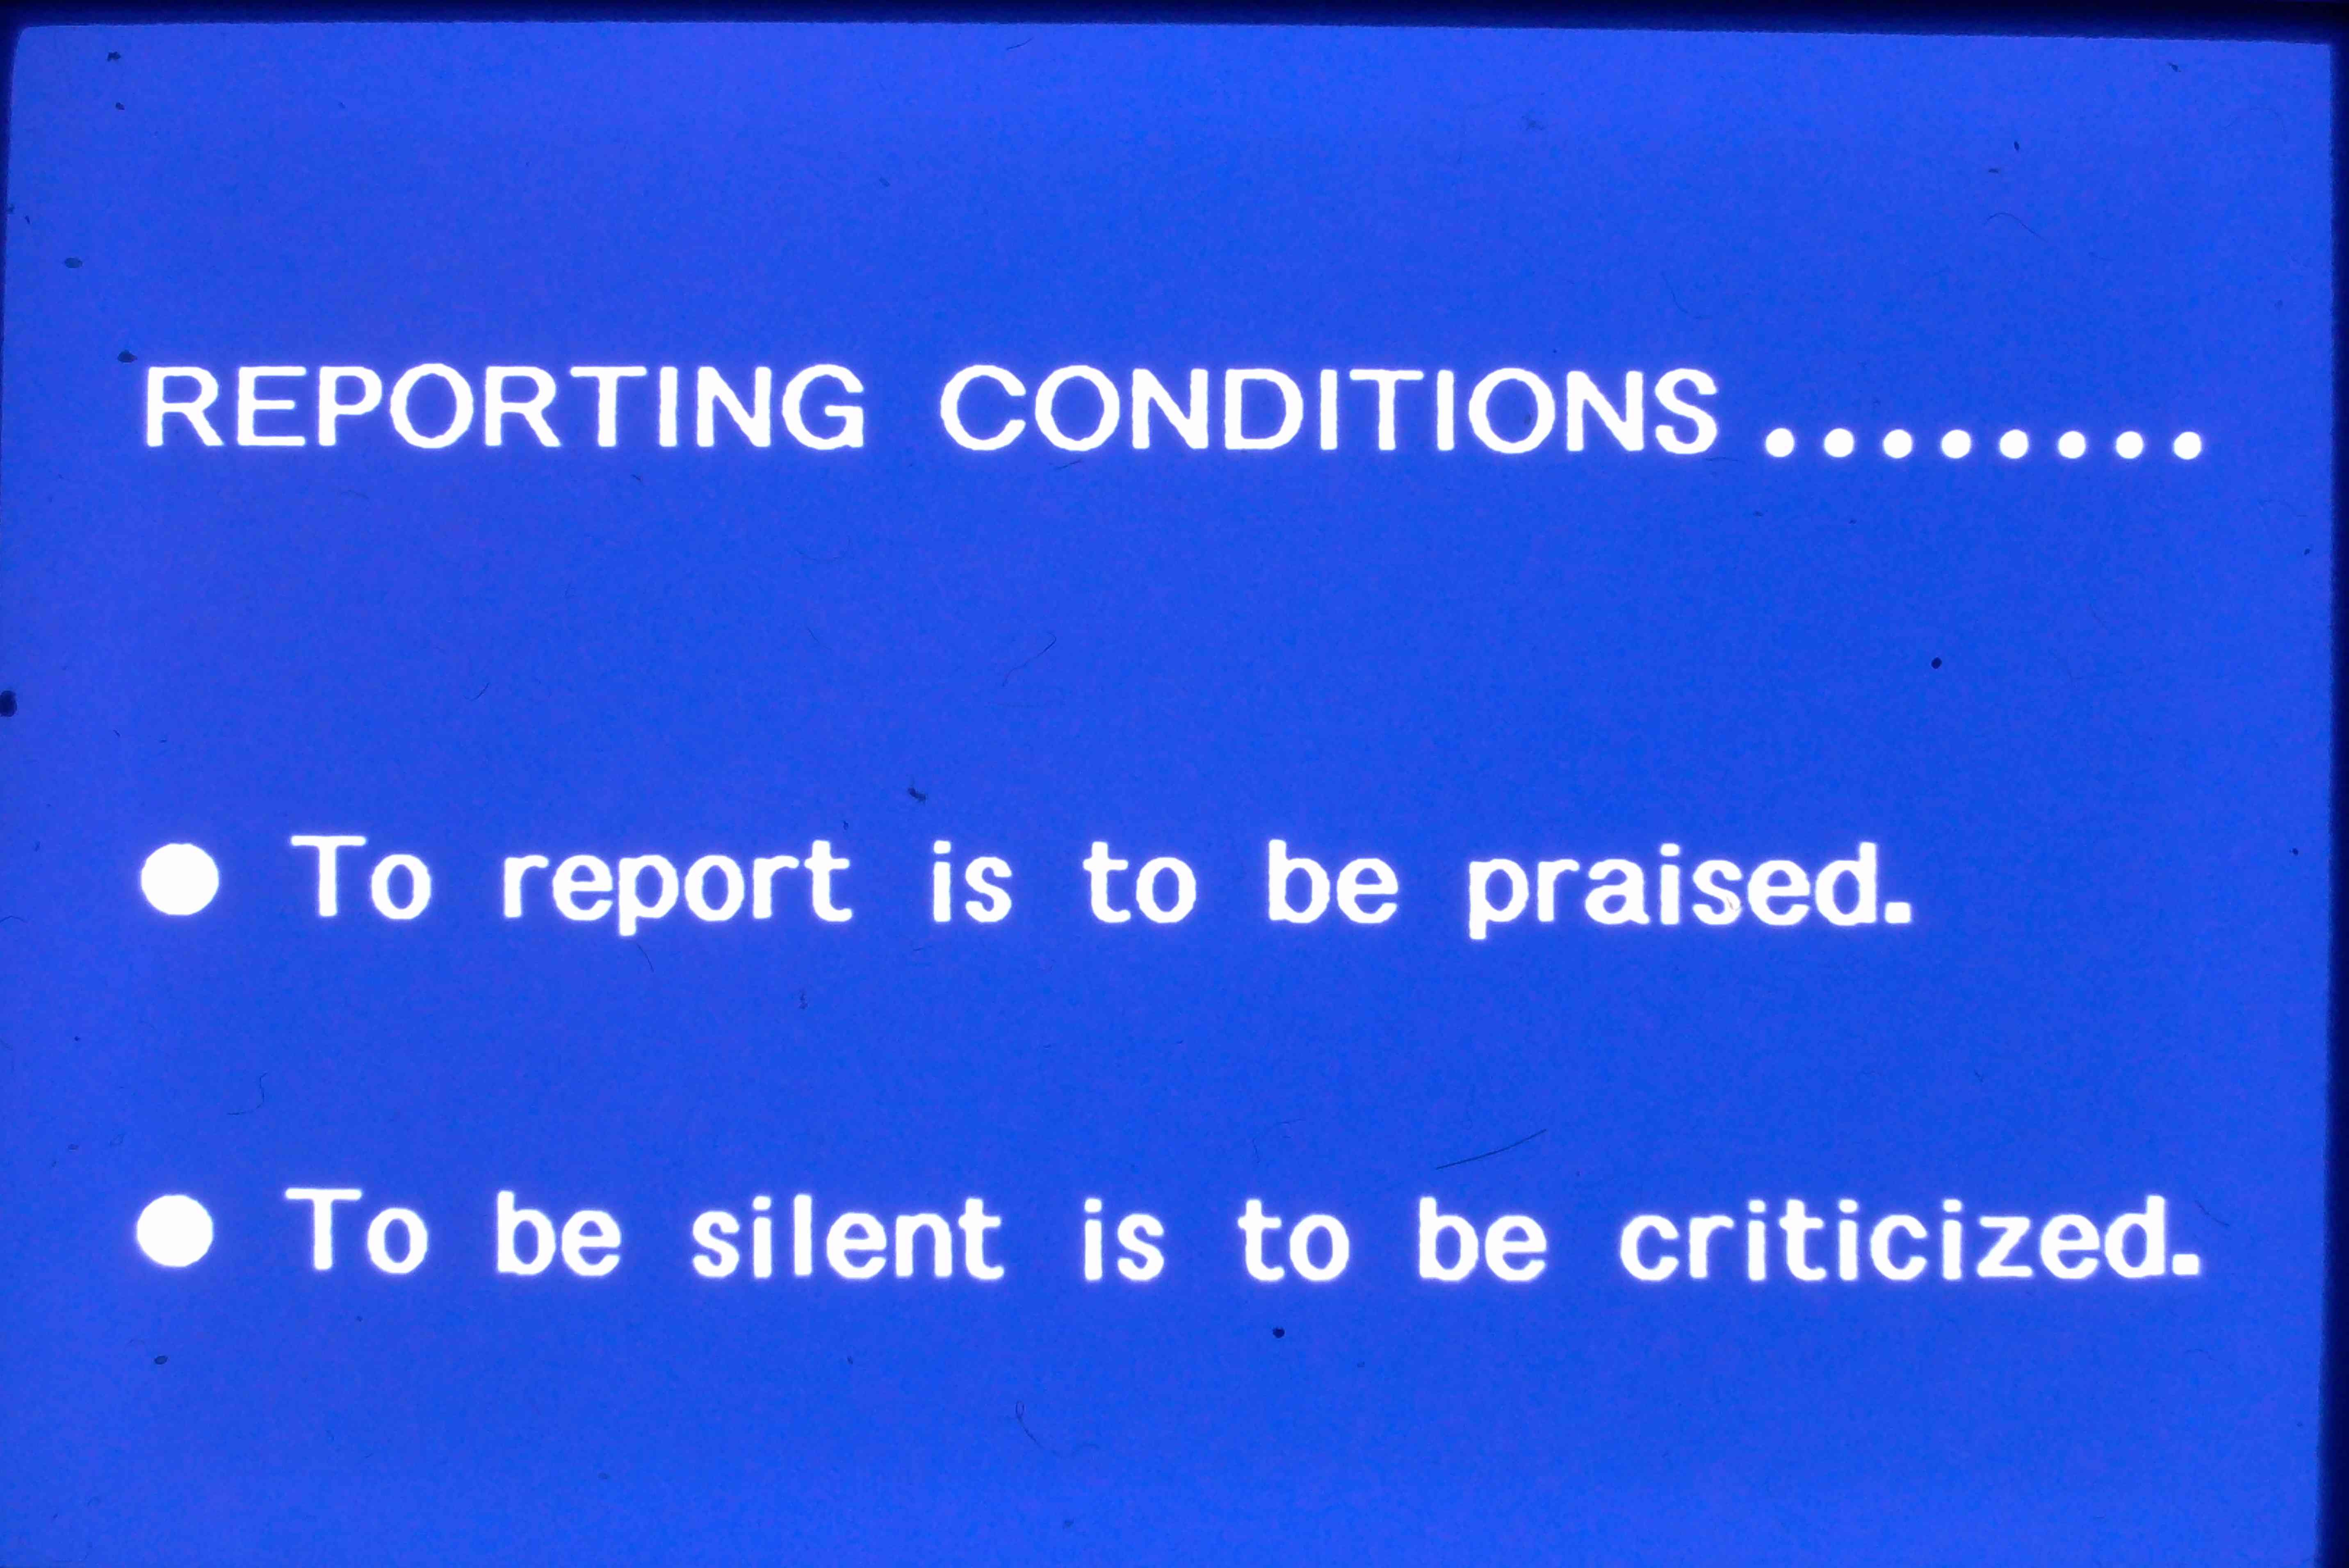 REPORTING CONDITIONS ........
● To report is to be praised.
● To be silent is to be criticized.